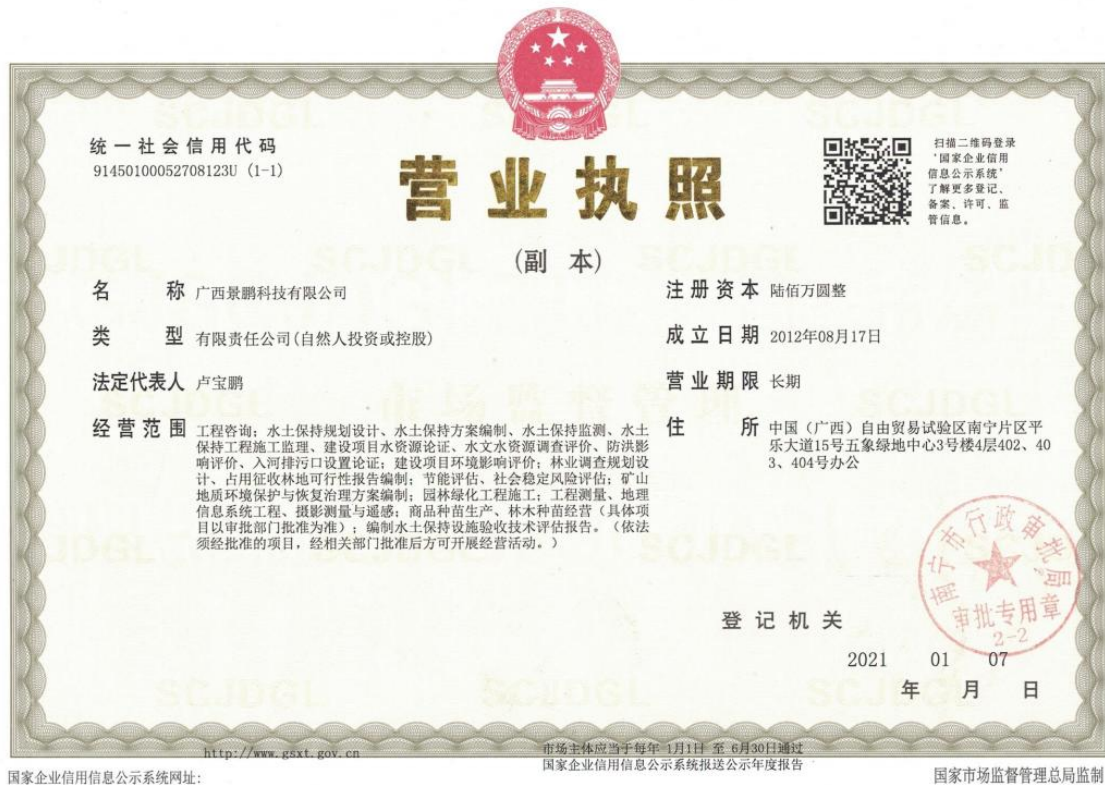 统一社会信用代码
91450100052708123U (1-1)
营业执照
(副 本)
扫描二维码登录
‘国家企业信用
信息公示系统’
了解更多登记、
备案、许可、监
管信息。
名 称 广西景鹏科技有限公司
类 型 有限责任公司(自然人投资或控股)
法定代表人 卢宝鹏
经营范围 工程咨询；水土保持规划设计、水土保持方案编制、水土保持监测、水土
保持工程施工监理、建设项目水资源论证、水文水资源调查评价、防洪影
响评价、入河排污口设置论证；建设项目环境影响评价；林业调查规划设
计、占用征收林地可行性报告编制；节能评估、社会稳定风险评估；矿山
地质环境保护与恢复治理方案编制；园林绿化工程施工；工程测量、地理
信息系统工程、摄影测量与遥感；商品种苗生产、林木种苗经营（具体项
目以审批部门批准为准）；编制水土保持设施验收技术评估报告。（依法
须经批准的项目，经相关部门批准后方可开展经营活动。）
注册资本 陆佰万圆整
成立日期 2012年08月17日
营业期限 长期
住 所 中国（广西）自由贸易试验区南宁片区平
乐大道15号五象绿地中心3号楼4层402、40
3、404号办公
登记机关
南宁市行政审批局
审批专用章
2-2
2021 01 07
年 月 日
http://www.gsxt.gov.cn
国家企业信用信息公示系统网址：
市场主体应当于每年 1月1日 至 6月30日通过
国家企业信用信息公示系统报送公示年度报告
国家市场监督管理总局监制
SCJDGL
市场监督管理